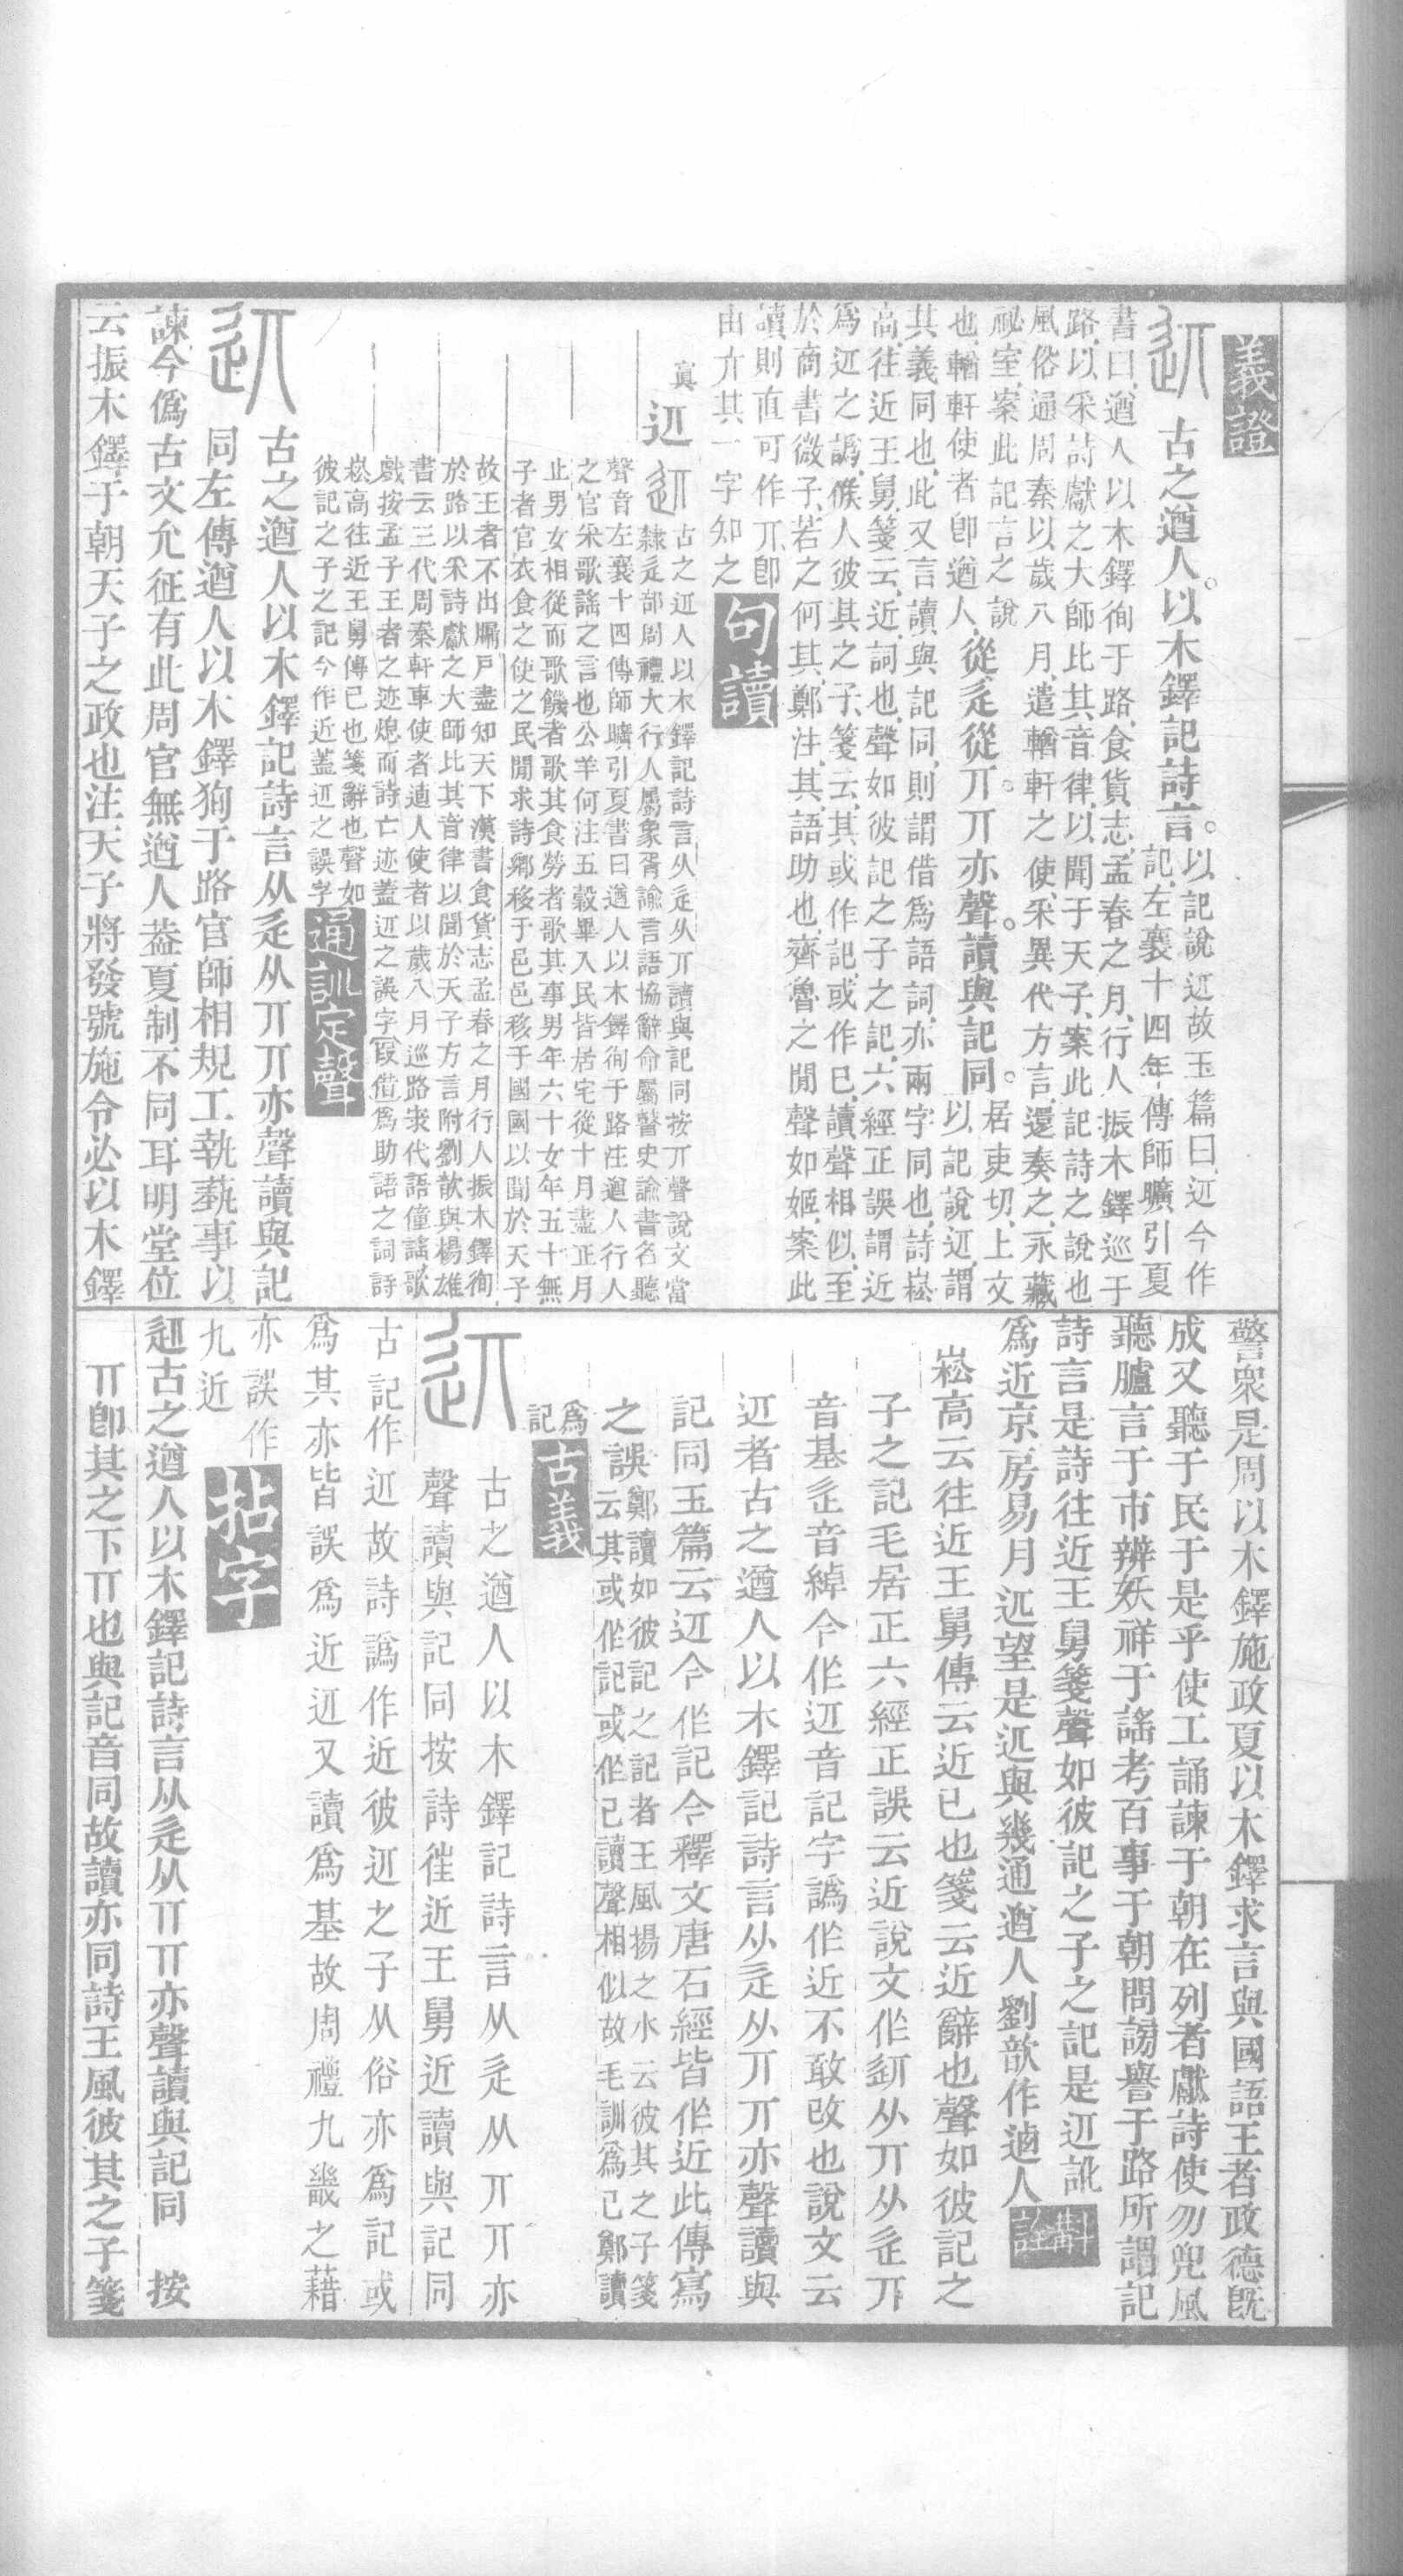 義證
䢋 古之遒人。以木鐸記詩言。以記說䢋故玉篇曰䢋今作
記左襄十四年傳師曠引夏
書曰遒人以木鐸徇于路食貨志孟春之月行人振木鐸巡于
路以采詩獻之大師比其音律以聞于天子案此記詩之說也
風俗通周秦以歲八月遣輶軒之使采異代方言還奏之永藏
祕室案此記言之說
也輶軒使者卽遒人 從辵從丌。丌亦聲。讀與記同。居吏切上文
以記說䢋謂
其義同也此又言讀與記同則謂借爲語詞亦兩字同也詩崧
高往近王舅箋云近詞也聲如彼記之子之記六經正誤謂近
爲䢋之譌候人彼其之子箋云其或作記或作已讀聲相似至
於商書微子若之何其鄭注其語助也齊魯之閒聲如姬案此
讀則直可作丌卽
由亣其一字知之 句讀
真 䢋 䢋 古之䢋人以木鐸記詩言从辵从丌讀與記同按丌聲說文當
隸辵部周禮大行人屬象胥諭言語協辭命屬瞽史諭書名聽
聲音左襄十四傳師曠引夏書曰遒人以木鐸徇于路注遒人行人
之官采歌謠之言也公羊何注五穀畢入民皆居宅從十月盡正月
止男女相從而歌饑者歌其食勞者歌其事男年六十女年五十無
子者官衣食之使之民閒求詩鄉移于邑邑移于國國以聞於天子
故王者不出牖戶盡知天下漢書食貨志孟春之月行人振木鐸徇
於路以采詩獻之大師比其音律以聞於天子方言附劉歆與楊雄
書云三代周秦軒車使者遒人使者以歲八月巡路求代語僮謠歌
戲按孟子王者之迹熄而詩亡迹蓋䢋之誤字〔叚借〕爲助語之詞詩
崧高往近王舅傳已也箋辭也聲如
彼記之子之記今作近蓋䢋之誤字 通訓定聲
䢋 古之遒人以木鐸記詩言从辵从丌丌亦聲讀與記
同左傳遒人以木鐸狥于路官師相規工執藝事以
諫今僞古文允征有此周官無遒人葢夏制不同耳明堂位
云振木鐸于朝天子之政也注天子將發號施令必以木鐸
警衆是周以木鐸施政夏以木鐸求言與國語王者政德旣
成又聽于民于是乎使工誦諫于朝在列者獻詩使勿兜風
聽臚言于市辨妖祥于謠考百事于朝問謗譽于路所謂記
詩言是詩往近王舅箋聲如彼記之子之記是䢋訛
爲近京房易月近望是近與幾通遒人劉歆作逎人 斠詮
崧高云往近王舅傳云近已也箋云近辭也聲如彼記之
子之記毛居正六經正誤云近說文作䢋从丌从辵丌
音基辵音綽今作䢋音記字譌作近不敢改也說文云
䢋者古之遒人以木鐸記詩言从辵从丌丌亦聲讀與
記同玉篇云䢋今作記今釋文唐石經皆作近此傳寫
之誤鄭讀如彼記之記者王風揚之水云彼其之子箋
云其或作記或作已讀聲相似故毛訓爲已鄭讀
爲
記 古義
䢋 古之遒人以木鐸記詩言从辵从丌丌亦
聲讀與記同按詩往近王舅近讀與記同
古記作䢋故詩譌作近彼䢋之子从俗亦爲記或
爲其亦皆誤爲近䢋又讀爲基故周禮九畿之藉
亦誤作
九近 拈字
䢋古之遒人以木鐸記詩言从辵从丌丌亦聲讀與記同 按
丌卽其之下丌也與記音同故讀亦同詩王風彼其之子箋